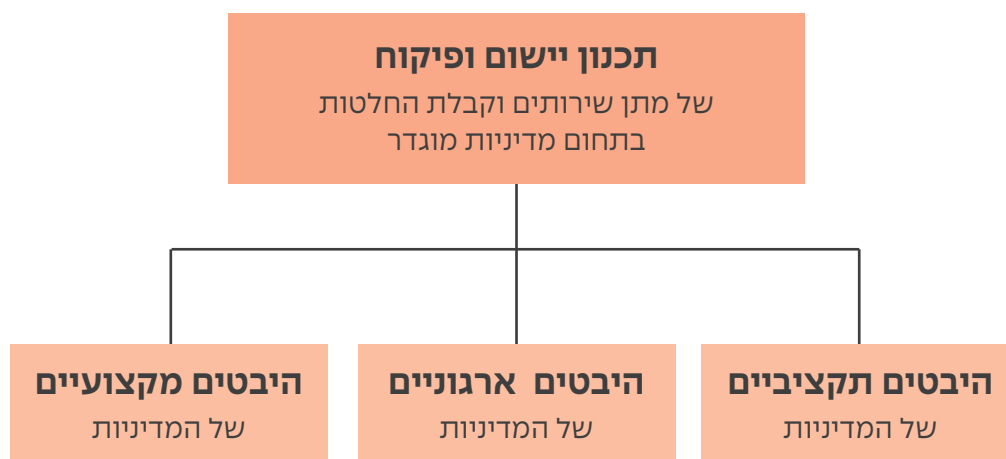 תכנון יישום ופיקוח
של מתן שירותים וקבלת החלטות
בתחום מדיניות מוגדר
היבטים תקציביים
של המדיניות
היבטים ארגוניים
של המדיניות
היבטים מקצועיים
של המדיניות